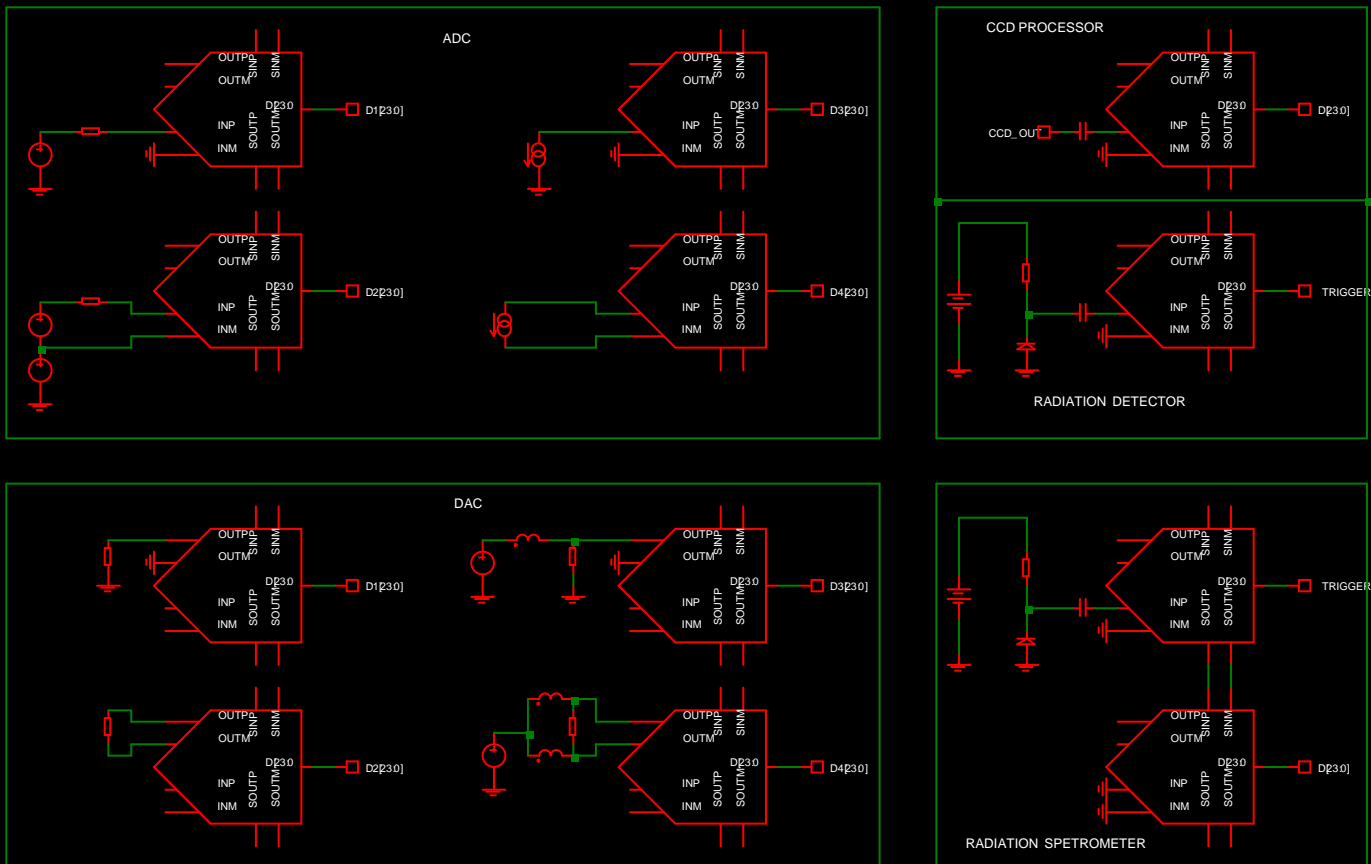 ADC
OUTP
SINP
SINM
OUTM
D[23:0]
D1[23:0]
INP
SOUTP
SOUTM
INM
OUTP
SINP
SINM
OUTM
D[23:0]
D3[23:0]
INP
SOUTP
SOUTM
INM
OUTP
SINP
SINM
OUTM
D[23:0]
D2[23:0]
INP
SOUTP
SOUTM
INM
OUTP
SINP
SINM
OUTM
D[23:0]
D4[23:0]
INP
SOUTP
SOUTM
INM
CCD PROCESSOR
OUTP
SINP
SINM
OUTM
D[23:0]
D[23:0]
INP
SOUTP
SOUTM
CCD_OUT
INM
OUTP
SINP
SINM
OUTM
D[23:0]
TRIGGER
INP
SOUTP
SOUTM
INM
RADIATION DETECTOR
DAC
OUTP
SINP
SINM
OUTM
D[23:0]
D1[23:0]
INP
SOUTP
SOUTM
INM
OUTP
SINP
SINM
OUTM
D[23:0]
D3[23:0]
INP
SOUTP
SOUTM
INM
OUTP
SINP
SINM
OUTM
D[23:0]
D2[23:0]
INP
SOUTP
SOUTM
INM
OUTP
SINP
SINM
OUTM
D[23:0]
D4[23:0]
INP
SOUTP
SOUTM
INM
OUTP
SINP
SINM
OUTM
D[23:0]
TRIGGER
INP
SOUTP
SOUTM
INM
OUTP
SINP
SINM
OUTM
D[23:0]
D[23:0]
INP
SOUTP
SOUTM
INM
RADIATION SPETROMETER